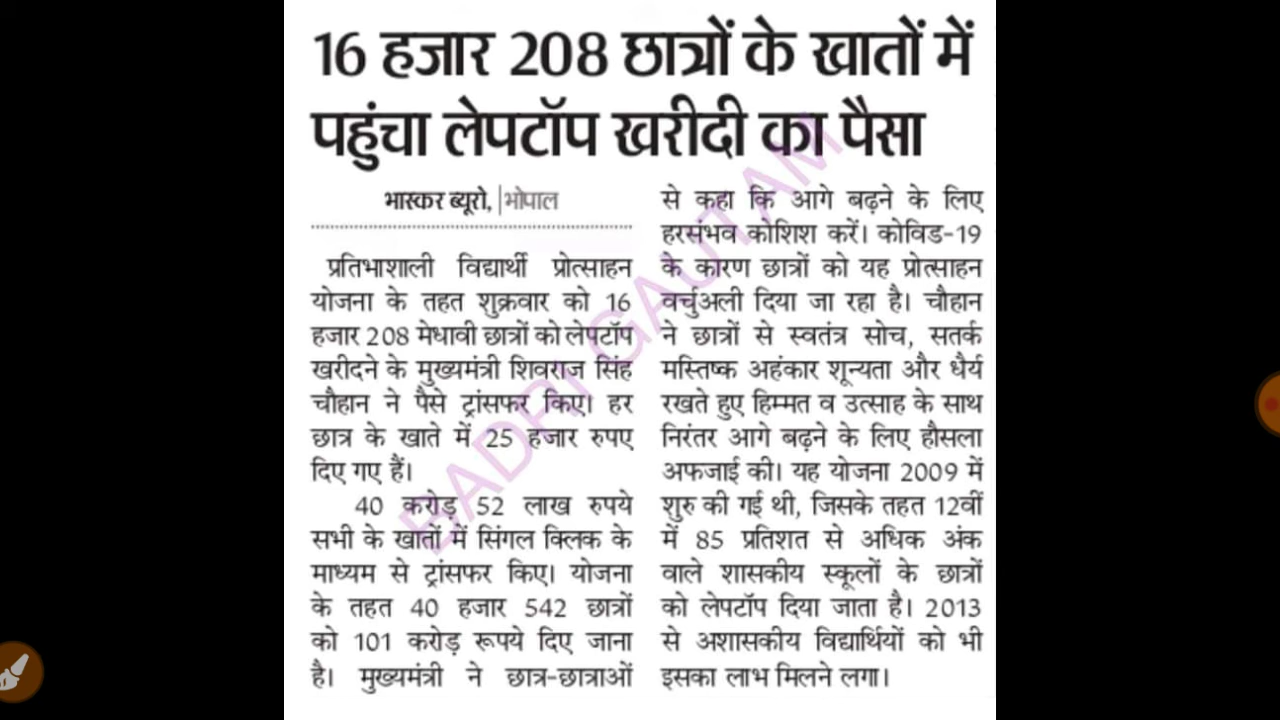 16 हजार 208 छात्रों के खातों में
पहुंचा लेपटॉप खरीदी का पैसा
भास्कर ब्यूरो, |भोपाल
प्रतिभाशाली विद्यार्थी प्रोत्साहन
योजना के तहत शुक्रवार को 16
हजार 208 मेधावी छात्रों को लेपटॉप
खरीदने के मुख्यमंत्री शिवराज सिंह
चौहान ने पैसे ट्रांसफर किए। हर
छात्र के खाते में 25 हजार रुपए
दिए गए हैं।
40 करोड़ 52 लाख रुपये
सभी के खातों में सिंगल क्लिक के
माध्यम से ट्रांसफर किए। योजना
के तहत 40 हजार 542 छात्रों
को 101 करोड़ रूपये दिए जाना
है। मुख्यमंत्री ने छात्र-छात्राओं
से कहा कि आगे बढ़ने के लिए
हरसंभव कोशिश करें। कोविड-19
के कारण छात्रों को यह प्रोत्साहन
वर्चुअली दिया जा रहा है। चौहान
ने छात्रों से स्वतंत्र सोच, सतर्क
मस्तिष्क अहंकार शून्यता और धैर्य
रखते हुए हिम्मत व उत्साह के साथ
निरंतर आगे बढ़ने के लिए हौसला
अफजाई की। यह योजना 2009 में
शुरु की गई थी, जिसके तहत 12वीं
में 85 प्रतिशत से अधिक अंक
वाले शासकीय स्कूलों के छात्रों
को लेपटॉप दिया जाता है। 2013
से अशासकीय विद्यार्थियों को भी
इसका लाभ मिलने लगा।
BADRI GAUTAM